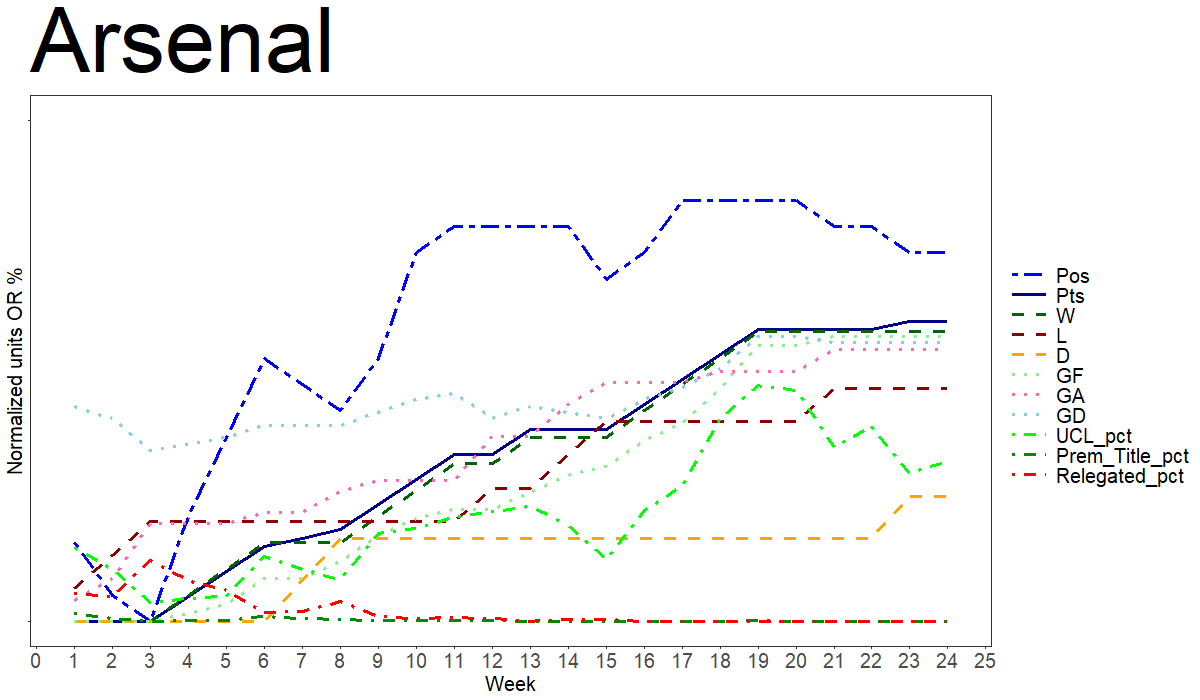 Arsenal
Normalized units OR %
Pos
Pts
W
L
D
GF
GA
GD
UCL_pct
Prem_Title_pct
Relegated_pct
0 1 2 3 4 5 6 7 8 9 10 11 12 13 14 15 16 17 18 19 20 21 22 23 24 25
Week